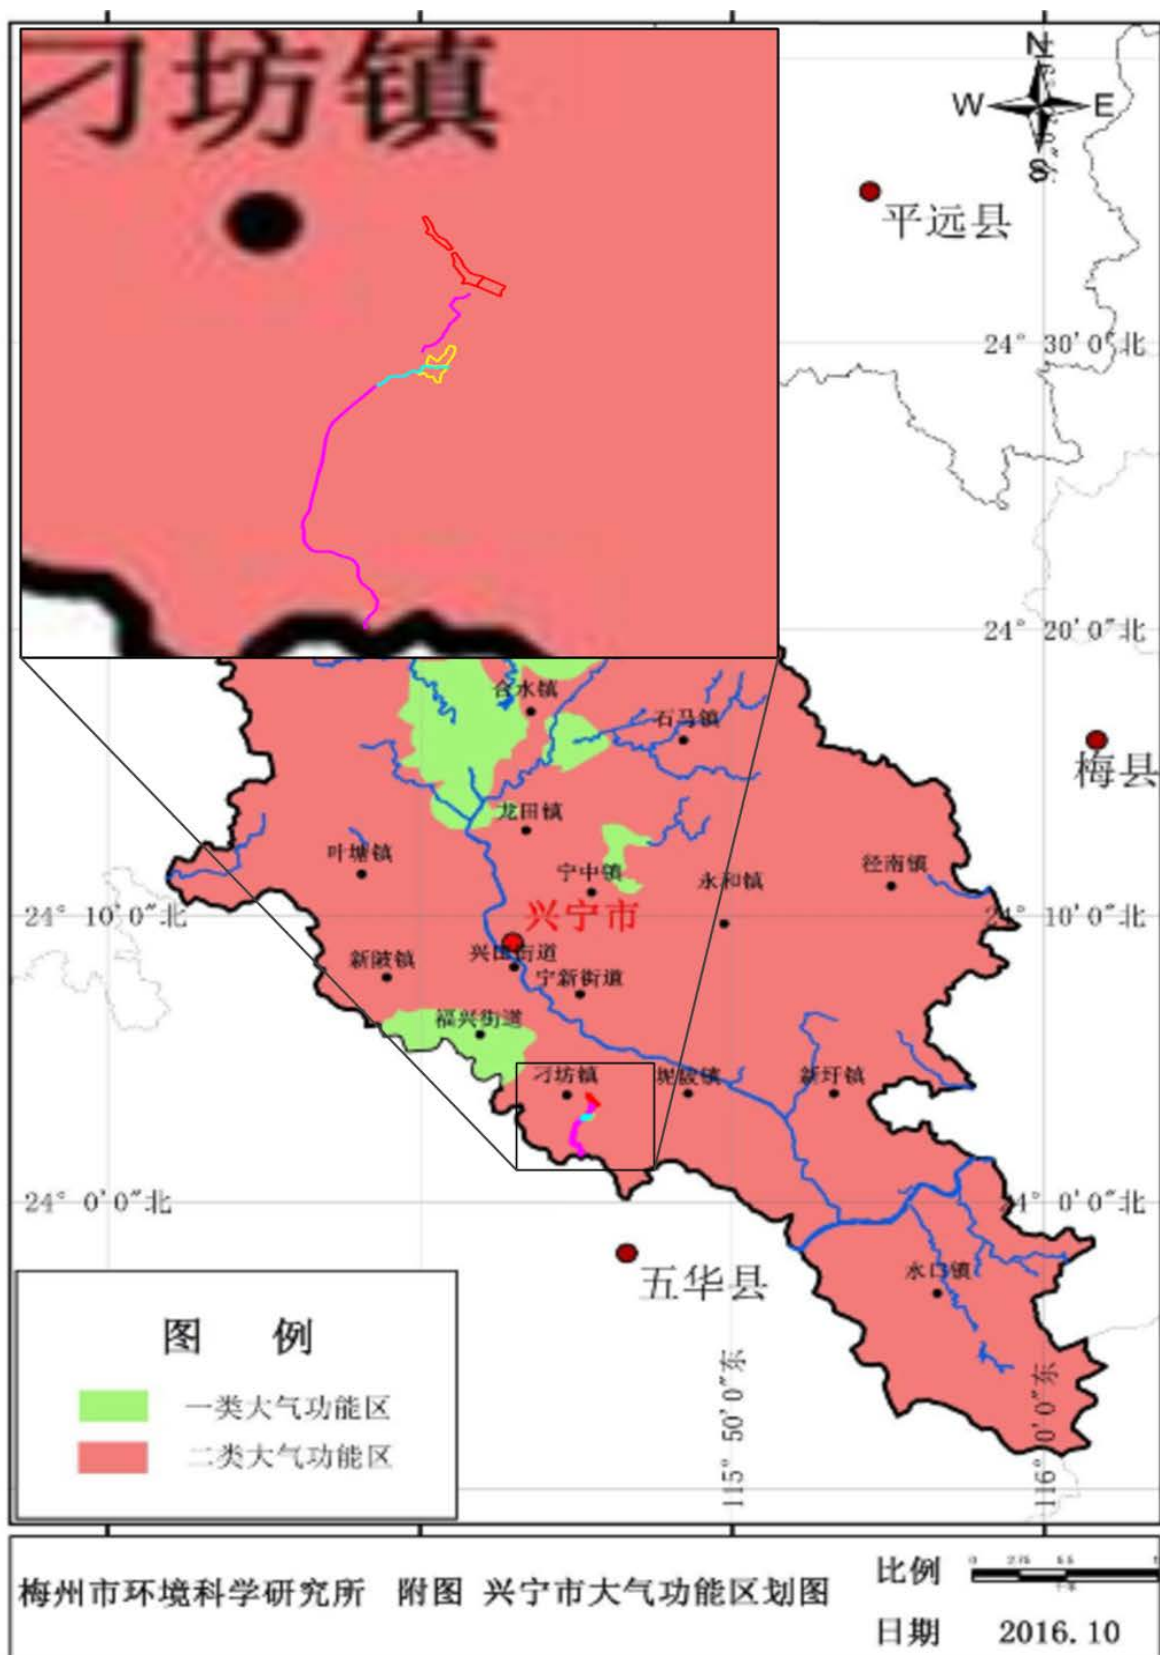 刁坊镇
N
W E
S
平远县
24° 30′0″北
24° 20′0″北
合水镇
石马镇
梅县
龙田镇
叶塘镇
宁中镇
永和镇
径南镇
24° 10′0″北
兴宁市
24° 10′0″北
新陂镇
兴田街道
宁新街道
福兴街道
刁坊镇
坭陂镇
新圩镇
24° 0′0″北
24° 0′0″北
五华县
水口镇
图 例
一类大气功能区
二类大气功能区
115° 50′0″东
116° 0′0″东
梅州市环境科学研究所 附图 兴宁市大气功能区划图
比例
0 2.75 5.5
千米
日期
2016.10